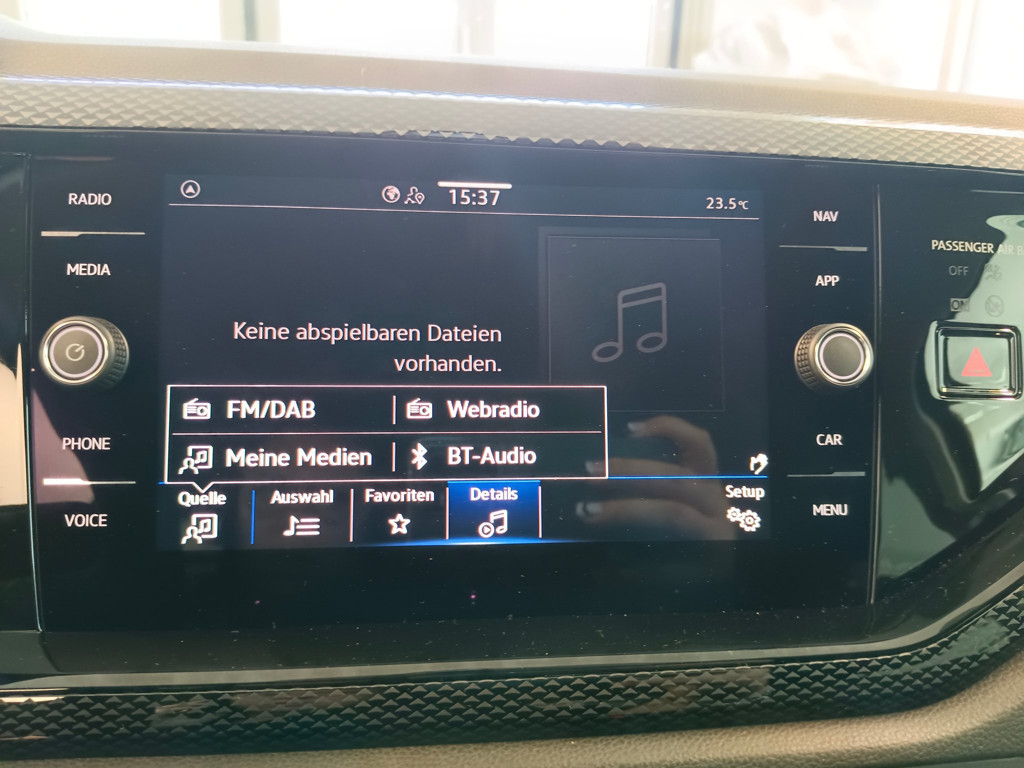 RADIO
MEDIA
PHONE
VOICE
15:37
23.5°C
Keine abspielbaren Dateien
vorhanden.
FM/DAB
Webradio
Meine Medien
BT-Audio
Quelle
Auswahl
Favoriten
Details
Setup
NAV
APP
CAR
MENU
PASSENGER AIR B
OFF
ON